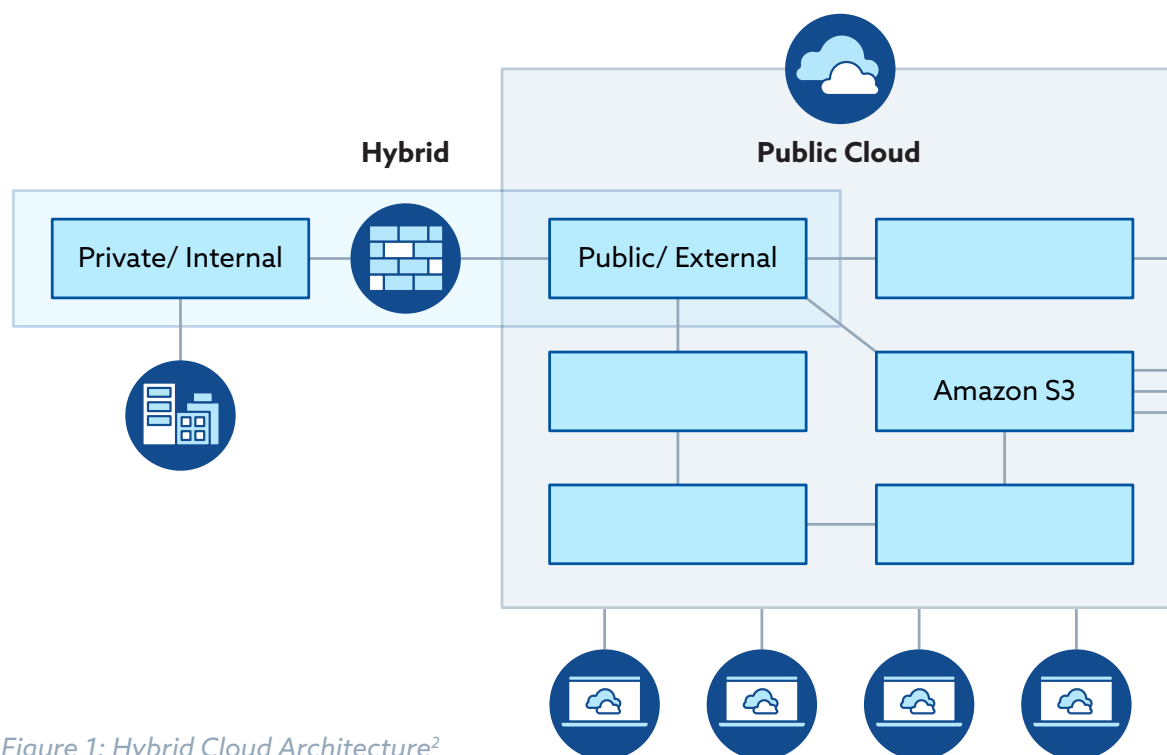 Hybrid
Public Cloud
Private/ Internal
Public/ External
Amazon S3
Figure 1: Hybrid Cloud Architecture²